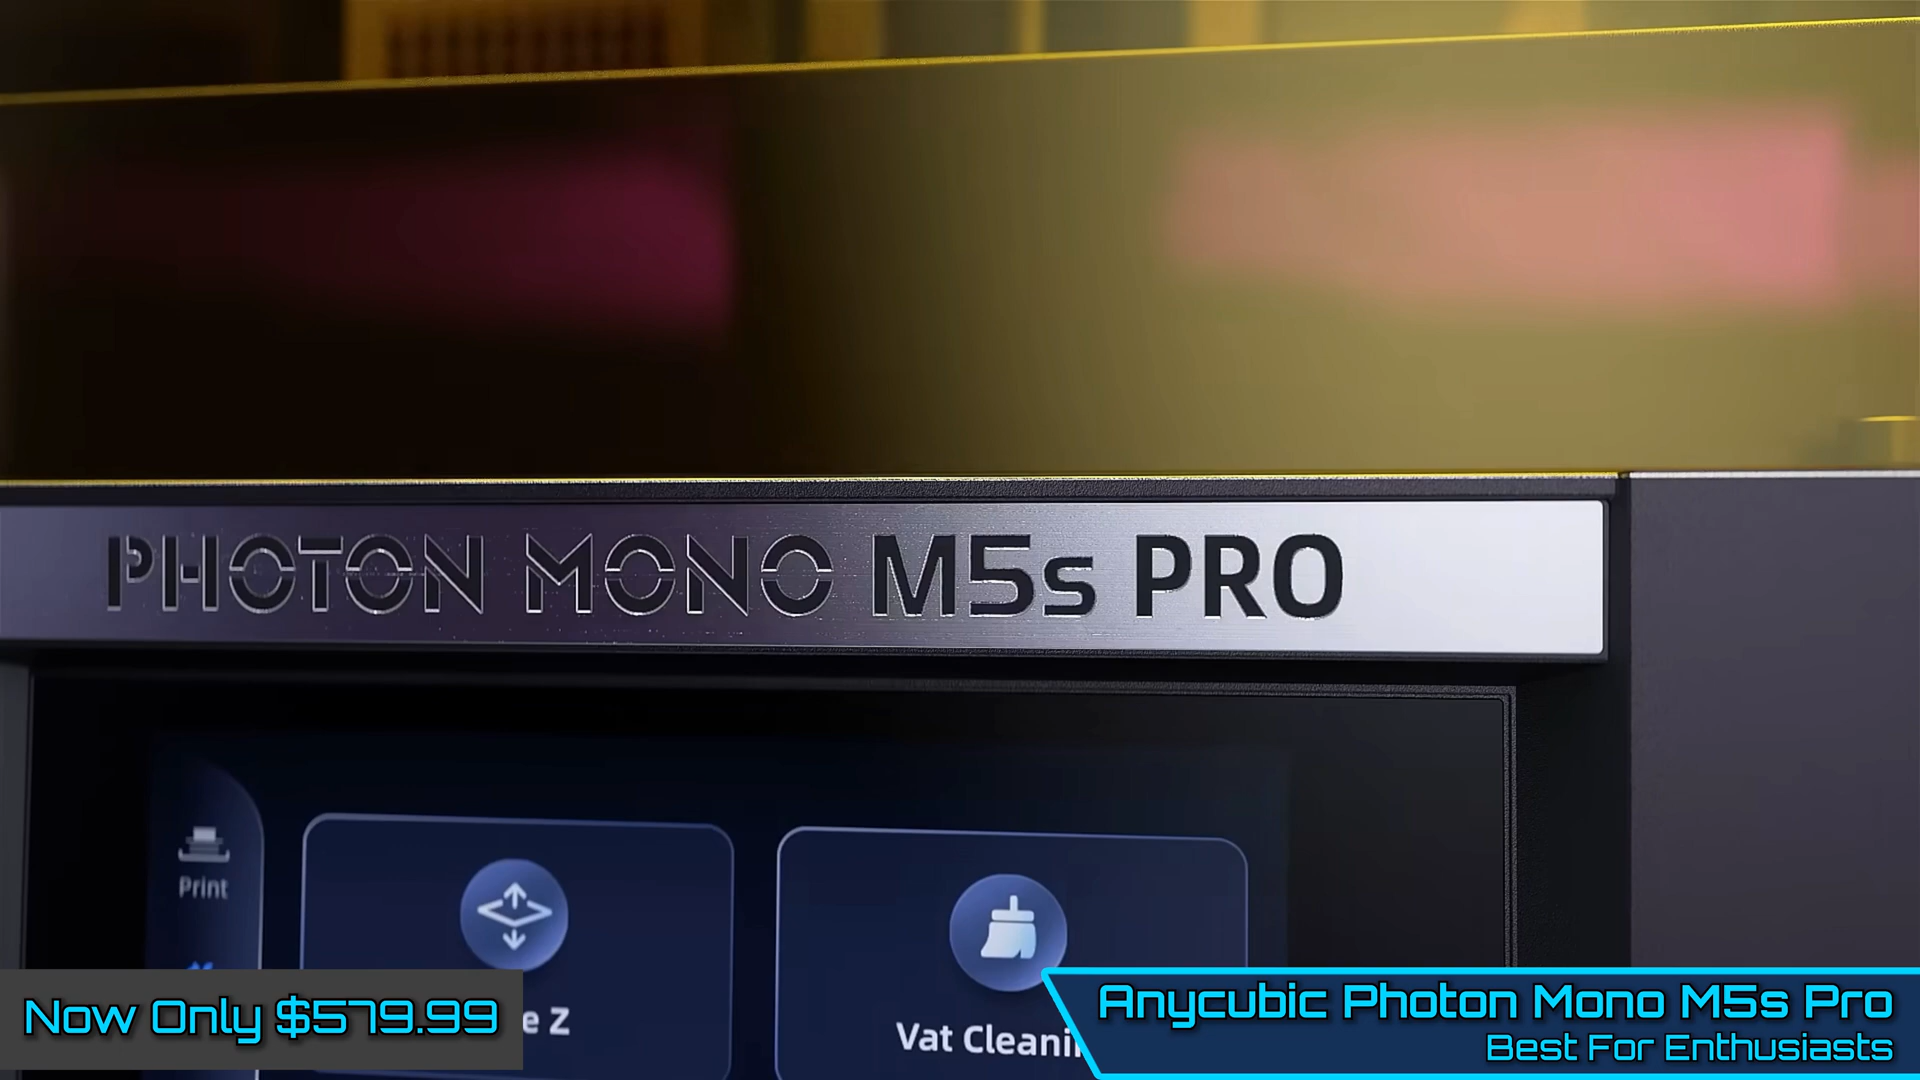 PHOTON MONO M5s PRO
Print
e Z
Vat Cleani
Now Only $579.99
Anycubic Photon Mono M5s Pro
Best For Enthusiasts